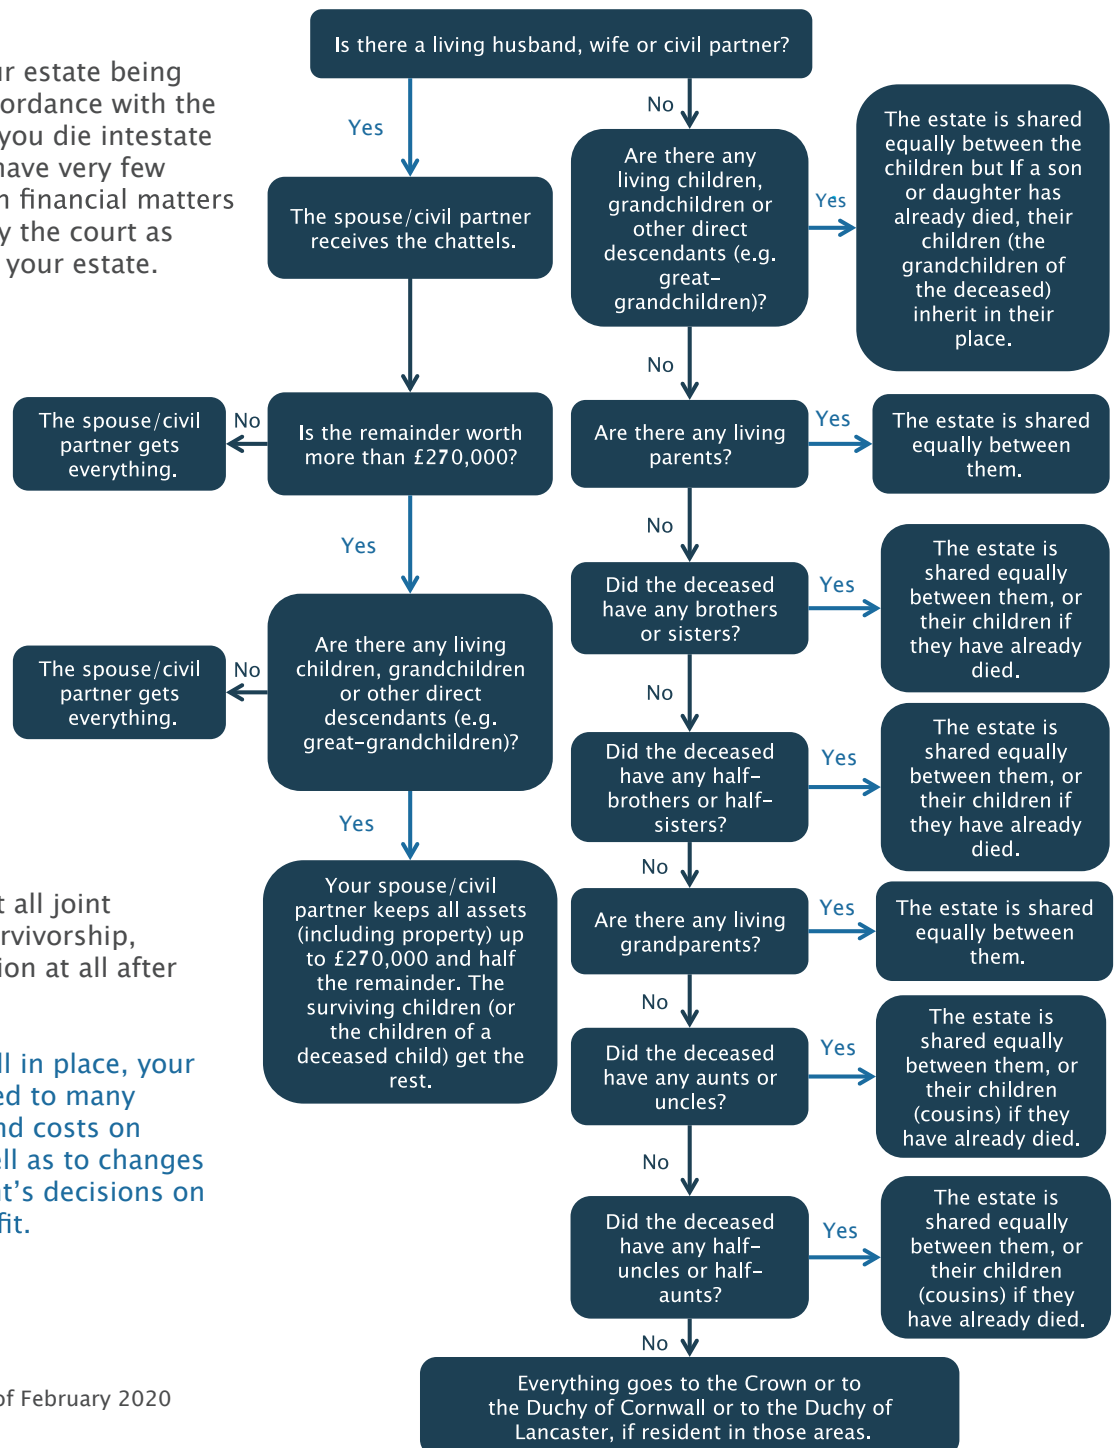 Is there a living husband, wife or civil partner?
ur estate being
cordance with the
you die intestate
have very few
n financial matters
y the court as
your estate.
Yes
No
The spouse/civil partner
receives the chattels.
Are there any
living children,
grandchildren or
other direct
descendants (e.g.
great-
grandchildren)?
Yes
The estate is shared
equally between the
children but If a son
or daughter has
already died, their
children (the
grandchildren of
the deceased)
inherit in their
place.
No
The spouse/civil
partner gets
everything.
No
Is the remainder worth
more than £270,000?
Are there any living
parents?
Yes
The estate is shared
equally between
them.
Yes
No
Did the deceased
have any brothers
or sisters?
Yes
The estate is
shared equally
between them, or
their children if
they have already
died.
The spouse/civil
partner gets
everything.
No
Are there any living
children, grandchildren
or other direct
descendants (e.g.
great-grandchildren)?
No
Did the deceased
have any half-
brothers or half-
sisters?
Yes
The estate is
shared equally
between them, or
their children if
they have already
died.
Yes
No
Your spouse/civil
partner keeps all assets
(including property) up
to £270,000 and half
the remainder. The
surviving children (or
the children of a
deceased child) get the
rest.
t all joint
rvivorship,
ion at all after
Are there any living
grandparents?
Yes
The estate is shared
equally between
them.
No
ll in place, your
ed to many
nd costs on
ell as to changes
nt's decisions on
fit.
Did the deceased
have any aunts or
uncles?
Yes
The estate is
shared equally
between them, or
their children
(cousins) if they
have already died.
No
Did the deceased
have any half-
uncles or half-
aunts?
Yes
The estate is
shared equally
between them, or
their children
(cousins) if they
have already died.
No
of February 2020
Everything goes to the Crown or to
the Duchy of Cornwall or to the Duchy of
Lancaster, if resident in those areas.